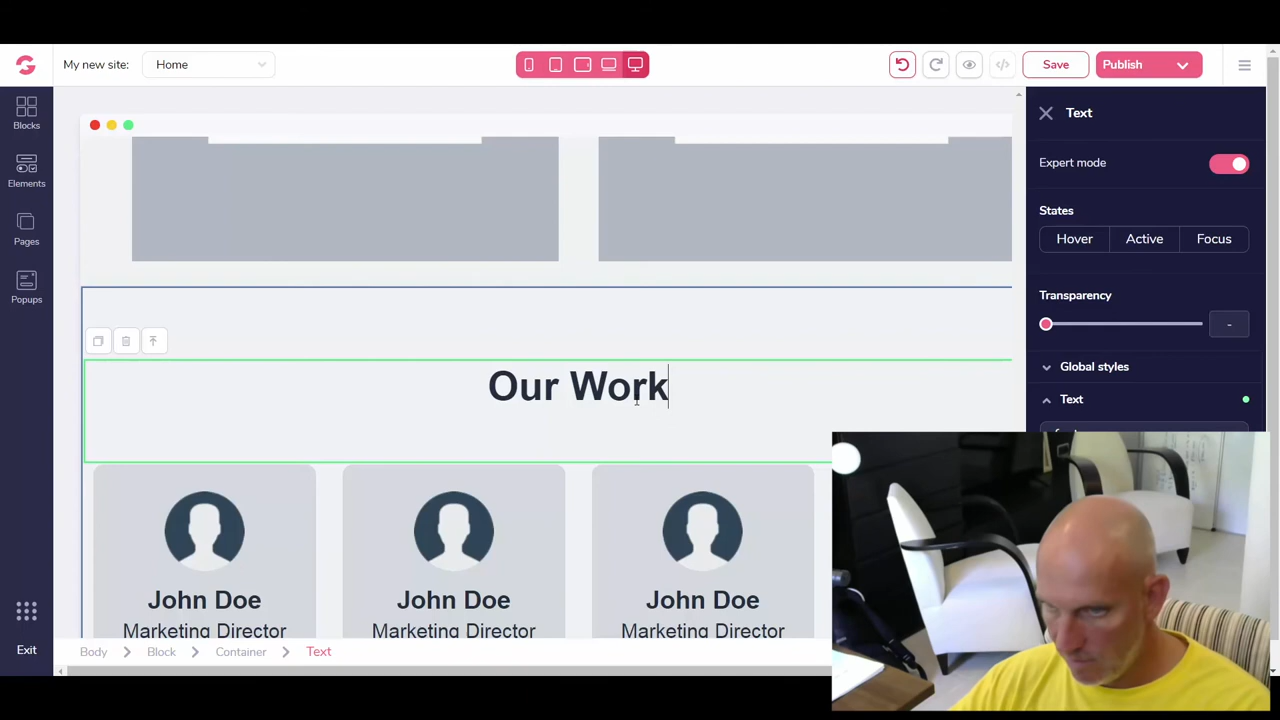 My new site:
Home
Save
Publish
Blocks
Elements
Pages
Popups
Exit
Our Work
John Doe
Marketing Director
John Doe
Marketing Director
John Doe
Marketing Director
Body
Block
Container
Text
Text
Expert mode
States
Hover
Active
Focus
Transparency
-
Global styles
Text